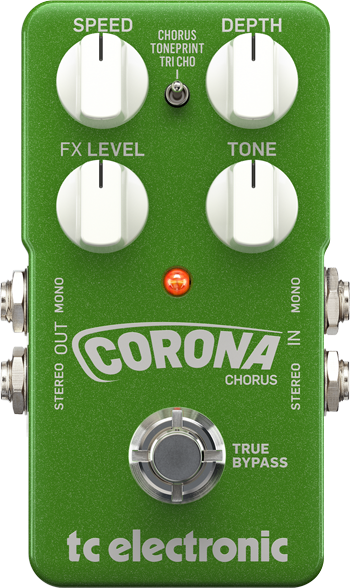 SPEED
CHORUS
TONEPRINT
TRI CHO
DEPTH
FX LEVEL
TONE
STEREO OUT MONO
STEREO IN MONO
CORONA
CHORUS
TRUE
BYPASS
tc electronic